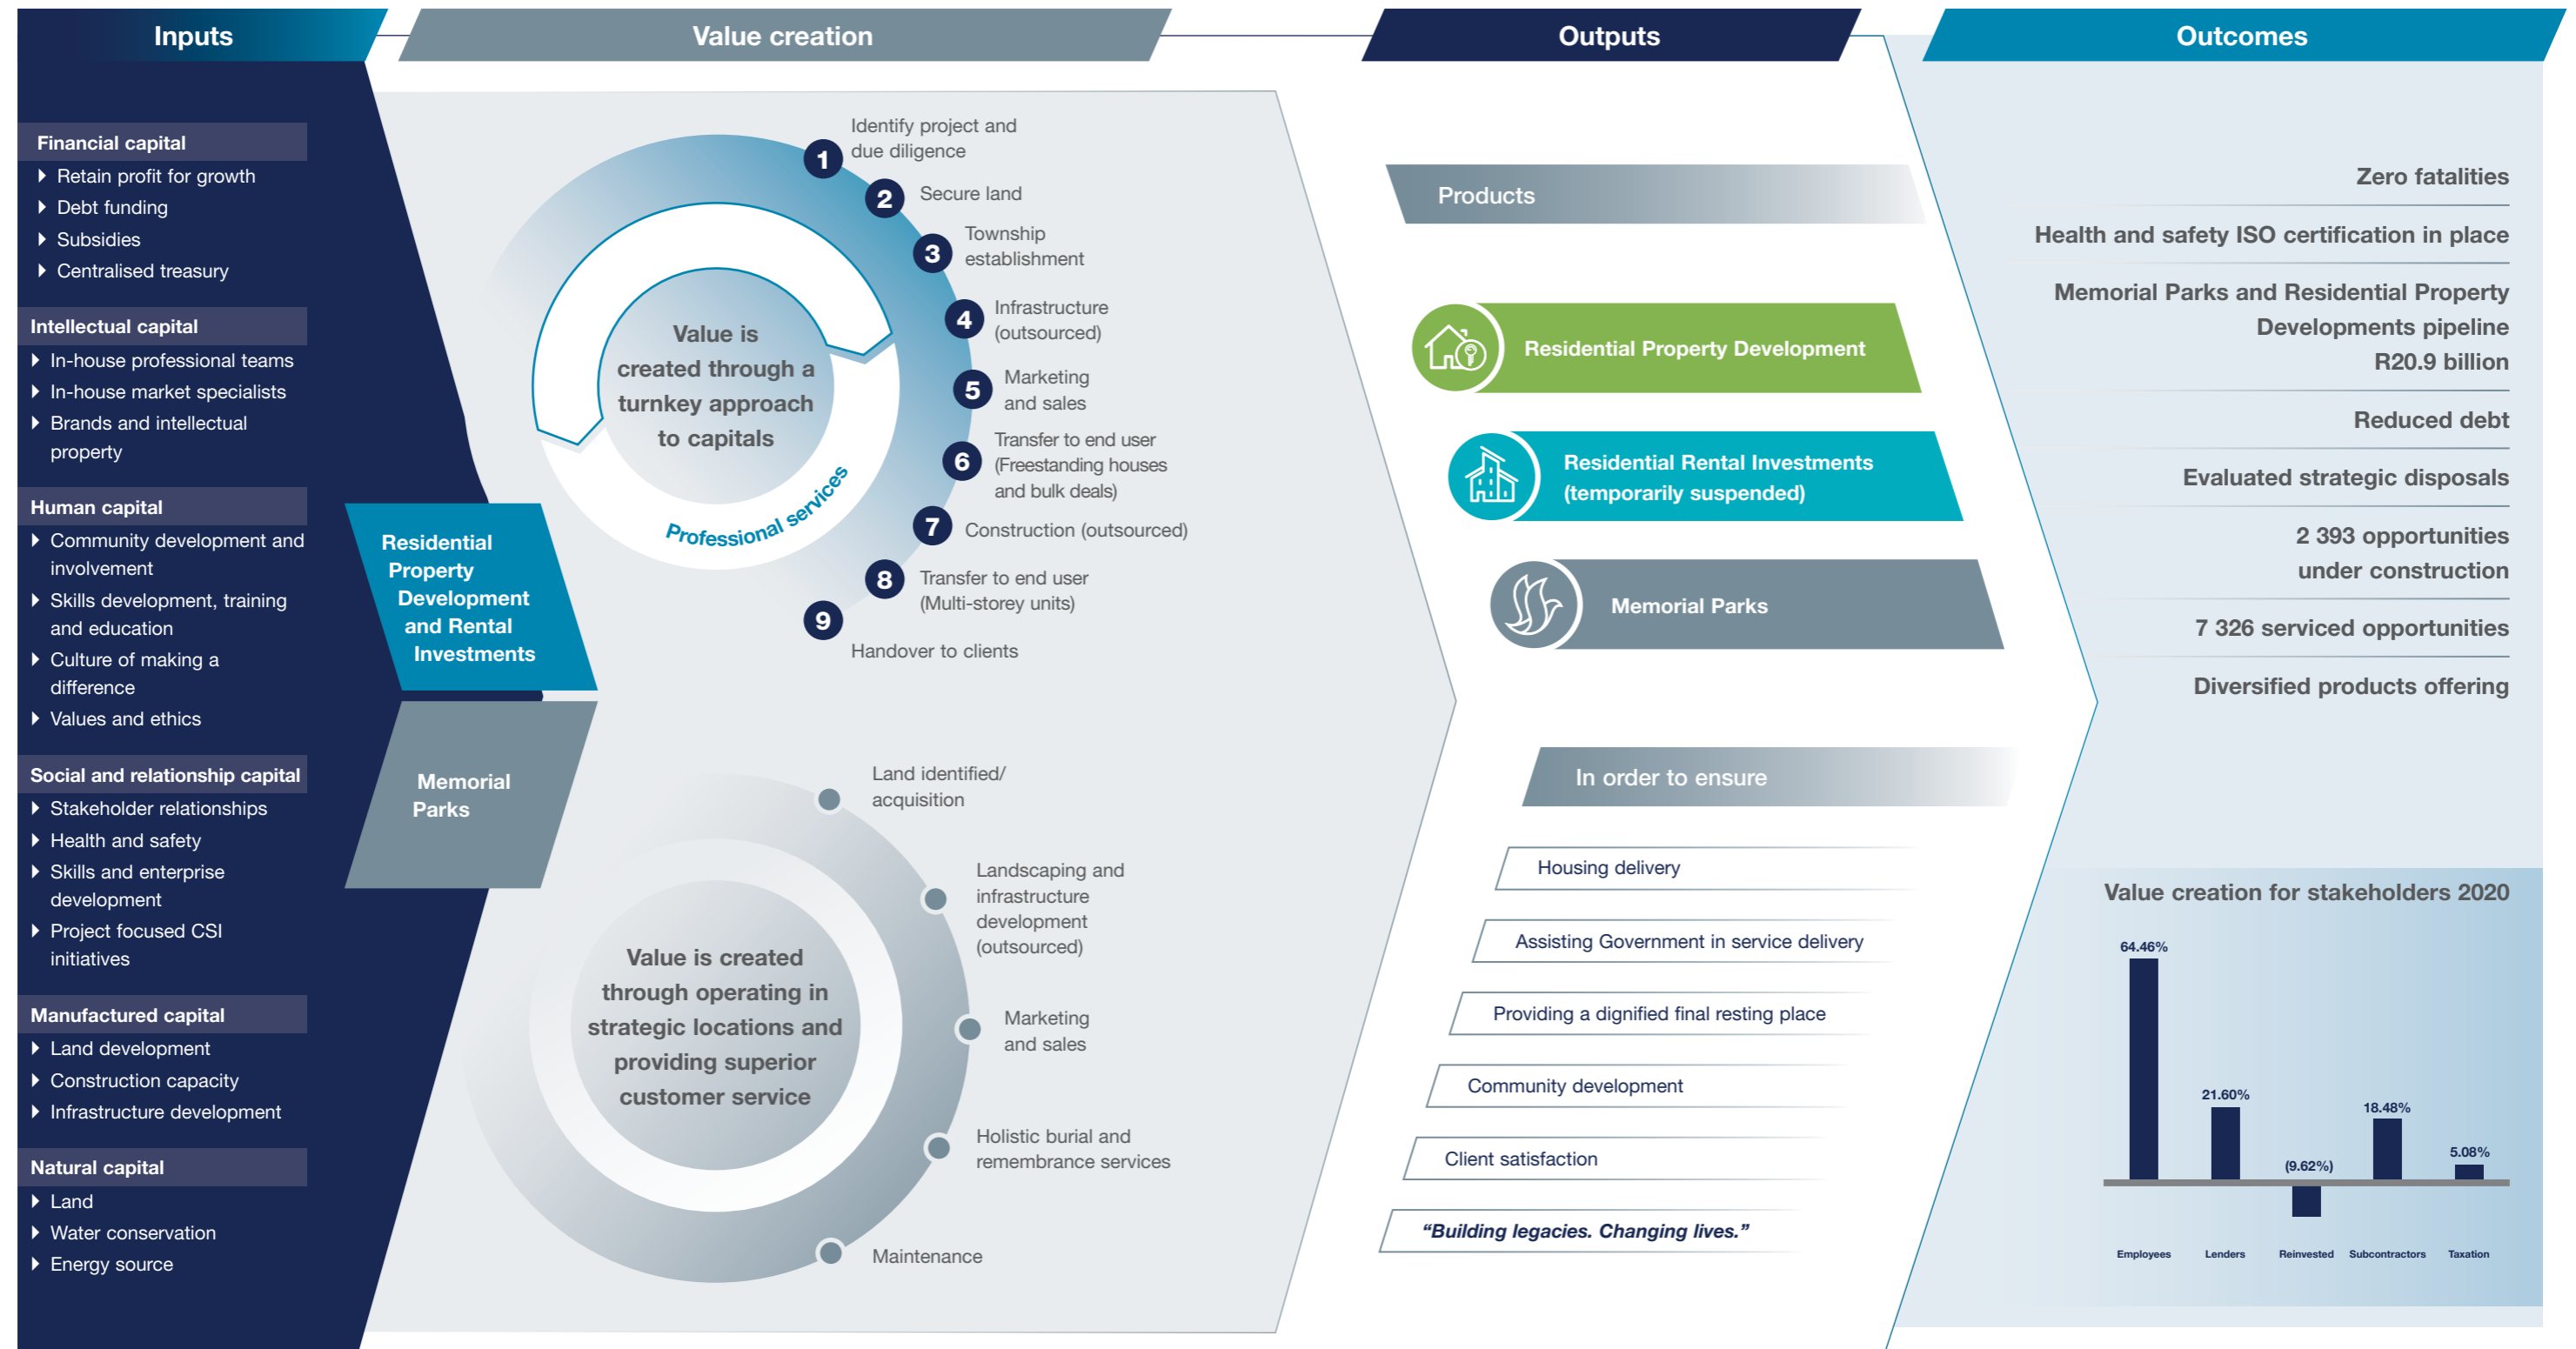 Inputs
Value creation
Outputs
Outcomes
Financial capital
Retain profit for growth
Debt funding
Subsidies
Centralised treasury
Intellectual capital
In-house professional teams
In-house market specialists
Brands and intellectual
property
Human capital
Community development and
involvement
Skills development, training
and education
Culture of making a
difference
Values and ethics
Social and relationship capital
Stakeholder relationships
Health and safety
Skills and enterprise
development
Project focused CSI
initiatives
Manufactured capital
Land development
Construction capacity
Infrastructure development
Natural capital
Land
Water conservation
Energy source
Residential
Property
Development
and Rental
Investments
Memorial
Parks
Value is
created through a
turnkey approach
to capitals
Professional services
1
Identify project and
due diligence
2
Secure land
3
Township
establishment
4
Infrastructure
(outsourced)
5
Marketing
and sales
6
Transfer to end user
(Freestanding houses
and bulk deals)
7
Construction (outsourced)
8
Transfer to end user
(Multi-storey units)
9
Handover to clients
Value is created
through operating in
strategic locations and
providing superior
customer service
Land identified/
acquisition
Landscaping and
infrastructure
development
(outsourced)
Marketing
and sales
Holistic burial and
remembrance services
Maintenance
Products
Residential Property Development
Residential Rental Investments
(temporarily suspended)
Memorial Parks
In order to ensure
Housing delivery
Assisting Government in service delivery
Providing a dignified final resting place
Community development
Client satisfaction
“Building legacies. Changing lives.”
Zero fatalities
Health and safety ISO certification in place
Memorial Parks and Residential Property
Developments pipeline
R20.9 billion
Reduced debt
Evaluated strategic disposals
2 393 opportunities
under construction
7 326 serviced opportunities
Diversified products offering
Value creation for stakeholders 2020
64.46%
21.60%
(9.62%)
18.48%
5.08%
Employees
Lenders
Reinvested
Subcontractors
Taxation